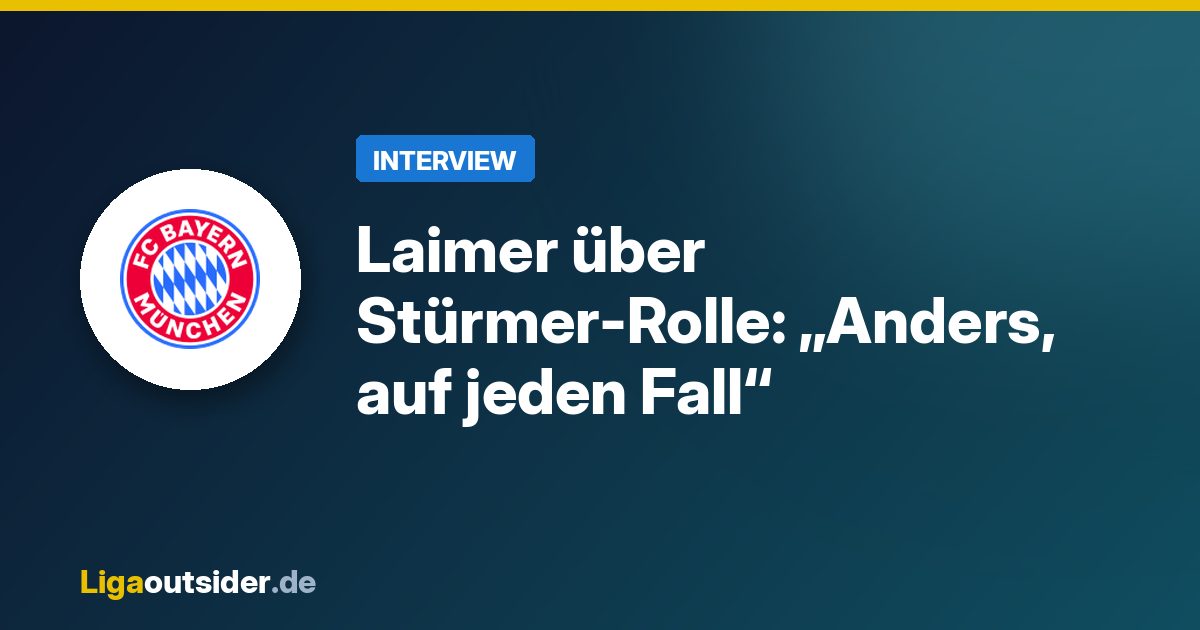 INTERVIEW
FC BAYERN
MÜNCHEN
Laimer über
Stürmer-Rolle: „Anders,
auf jeden Fall“
Ligaoutsider.de